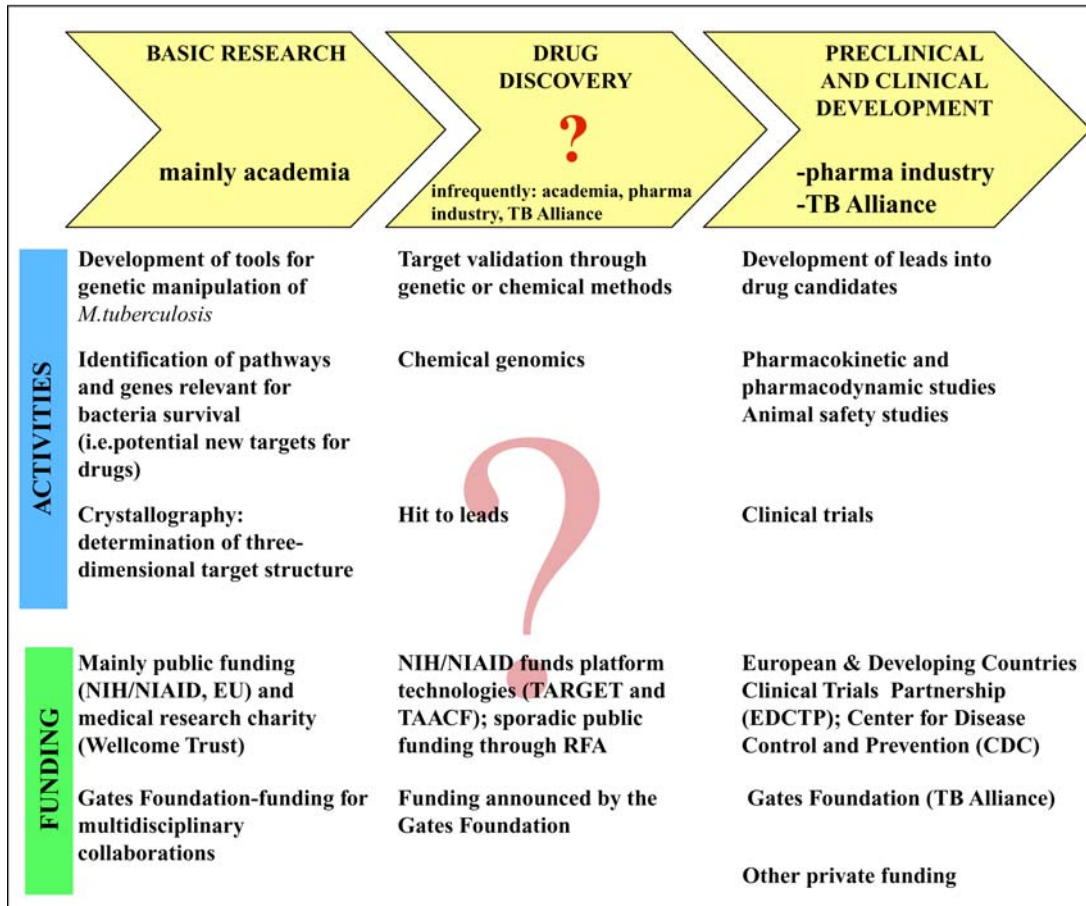 BASIC RESEARCH
mainly academia
DRUG
DISCOVERY
?
infrequently: academia, pharma
industry, TB Alliance
PRECLINICAL
AND CLINICAL
DEVELOPMENT
-pharma industry
-TB Alliance
ACTIVITIES
Development of tools for
genetic manipulation of
M.tuberculosis
Identification of pathways
and genes relevant for
bacteria survival
(i.e.potential new targets for
drugs)
Crystallography:
determination of three-
dimensional target structure
Target validation through
genetic or chemical methods
Chemical genomics
?
Hit to leads
Development of leads into
drug candidates
Pharmacokinetic and
pharmacodynamic studies
Animal safety studies
Clinical trials
FUNDING
Mainly public funding
(NIH/NIAID, EU) and
medical research charity
(Wellcome Trust)
Gates Foundation-funding for
multidisciplinary
collaborations
NIH/NIAID funds platform
technologies (TARGET and
TAACF); sporadic public
funding through RFA
Funding announced by the
Gates Foundation
European & Developing Countries
Clinical Trials Partnership
(EDCTP); Center for Disease
Control and Prevention (CDC)
Gates Foundation (TB Alliance)
Other private funding